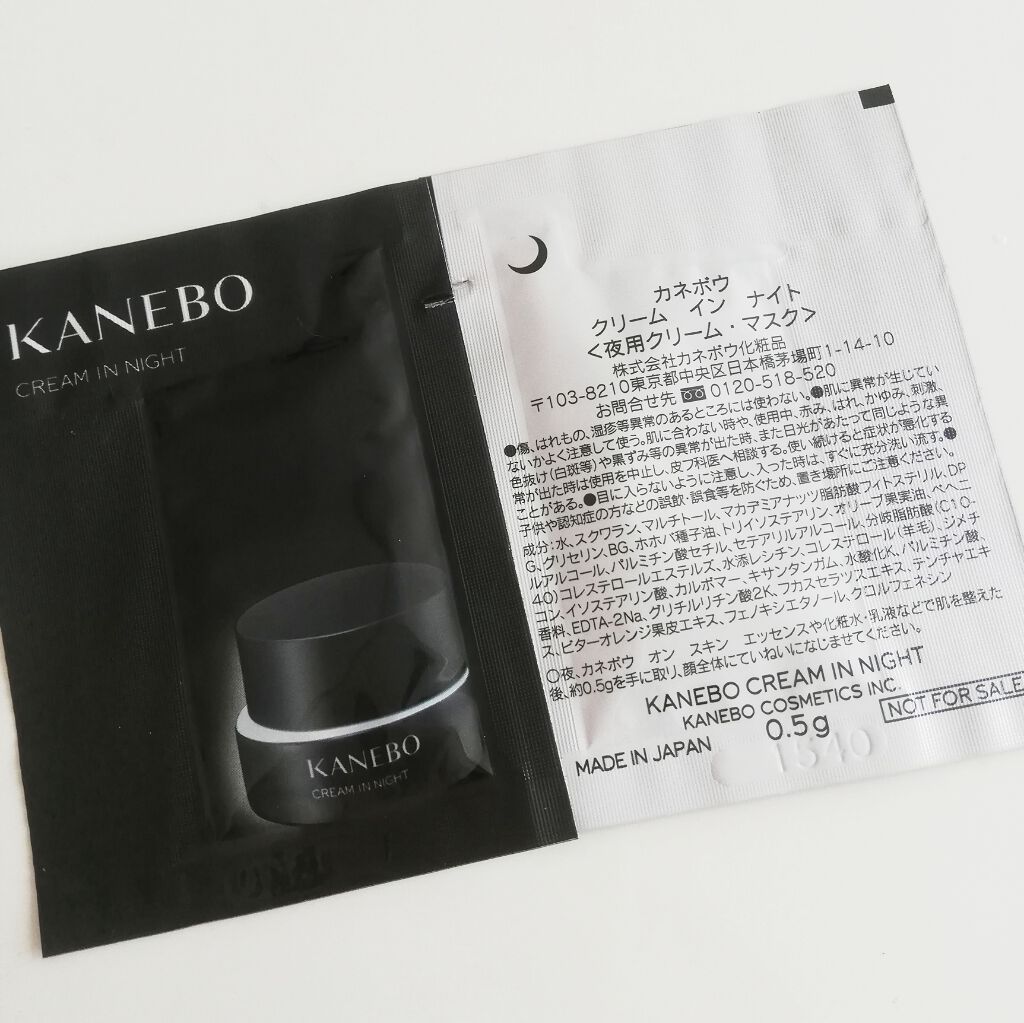 KANEBO
CREAM IN NIGHT
KANEBO
CREAM IN NIGHT
カネボウ
クリーム イン ナイト
<夜用クリーム・マスク>
株式会社カネボウ化粧品
〒103-8210東京都中央区日本橋茅場町1-14-10
お問合せ先 0120-518-520
●傷、はれもの、湿疹等異常のあるところには使わない。●肌に異常が生じてい
ないかよく注意して使う。肌に合わない時や、使用中、赤み、はれ、かゆみ、刺激、
色抜け(白斑等)や黒ずみ等の異常が出た時、また日光があたって同じような異
常が出た時は使用を中止し、皮フ科医へ相談する。使い続けると症状が悪化する
ことがある。●目に入らないように注意し、入った時は、すぐに充分洗い流す。●
子供や認知症の方などの誤飲・誤食等を防ぐため、置き場所にご注意ください。
成分:水、スクワラン、マルチトール、マカデミアナッツ脂肪酸フィトステリル、DP
G、グリセリン、BG、ホホバ種子油、トリイソステアリン、オリーブ果実油、ベヘニ
ルアルコール、パルミチン酸セチル、セテアリルアルコール、分岐脂肪酸(C10-
40)コレステロールエステルズ、水添レシチン、コレステロール(羊毛)、ジメチ
コン、イソステアリン酸、カルボマー、キサンタンガム、水酸化K、パルミチン酸、
香料、EDTA-2Na、グリチルリチン酸2K、フカスセラツスエキス、テンチャエキ
ス、ビターオレンジ果皮エキス、フェノキシエタノール、クロルフェネシン
〇夜、カネボウ オン スキン エッセンスや化粧水・乳液などで肌を整えた
後、約0.5gを手に取り、顔全体にていねいになじませてください。
KANEBO CREAM IN NIGHT
KANEBO COSMETICS INC.
NOT FOR SALE
0.5g
MADE IN JAPAN
1540